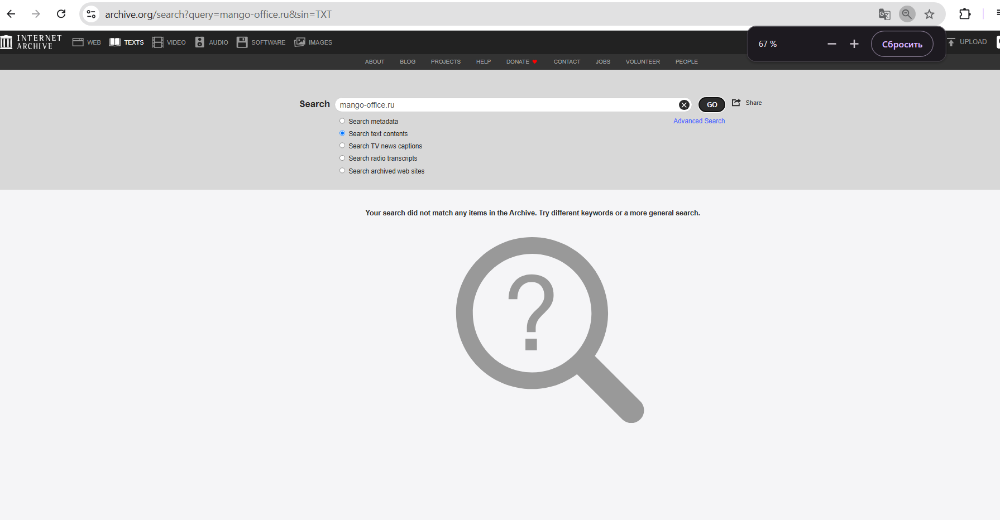 archive.org/search?query=mango-office.ru&sin=TXT
67 %
Сбросить
INTERNET ARCHIVE
WEB
TEXTS
VIDEO
AUDIO
SOFTWARE
IMAGES
UPLOAD
ABOUT
BLOG
PROJECTS
HELP
DONATE
CONTACT
JOBS
VOLUNTEER
PEOPLE
Search
mango-office.ru
GO
Share
Search metadata
Advanced Search
Search text contents
Search TV news captions
Search radio transcripts
Search archived web sites
Your search did not match any items in the Archive. Try different keywords or a more general search.
?